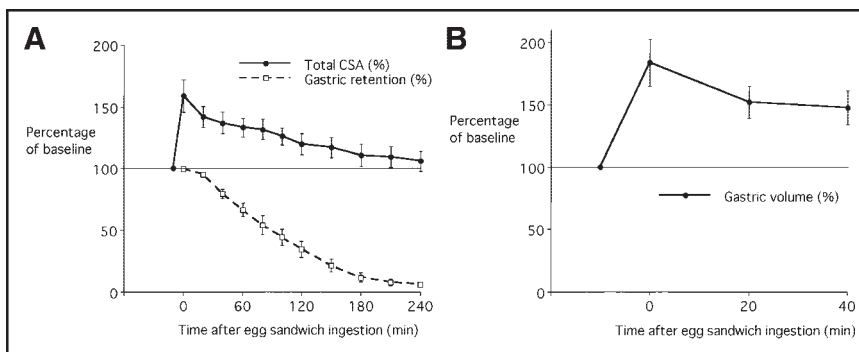 A
200
150
Percentage
of baseline
100
50
0
Total CSA (%)
Gastric retention (%)
0 60 120 180 240
Time after egg sandwich ingestion (min)
B
200
150
Percentage
of baseline
100
50
0
Gastric volume (%)
0 20 40
Time after egg sandwich ingestion (min)